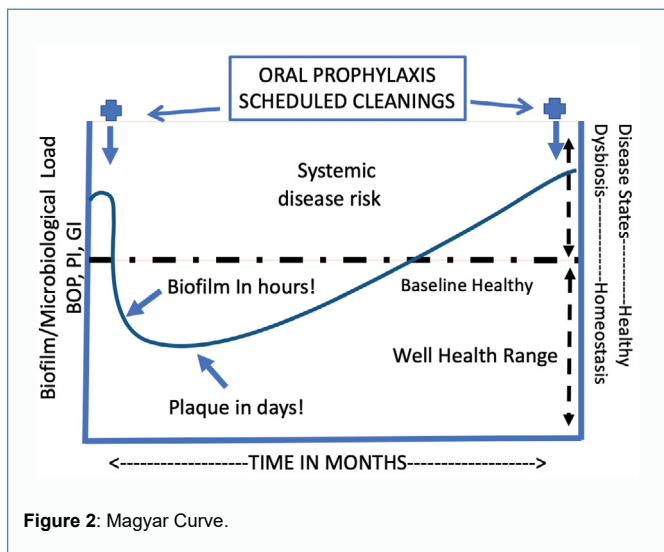 ORAL PROPHYLAXIS
SCHEDULED CLEANINGS
Biofilm/Microbiological Load
BOP, PI, GI
Systemic
disease risk
Biofilm In hours!
Baseline Healthy
Well Health Range
Plaque in days!
Disease States-------------Healthy
Dysbiosis-------------Homeostasis
<--------------------TIME IN MONTHS-------------------->
Figure 2: Magyar Curve.